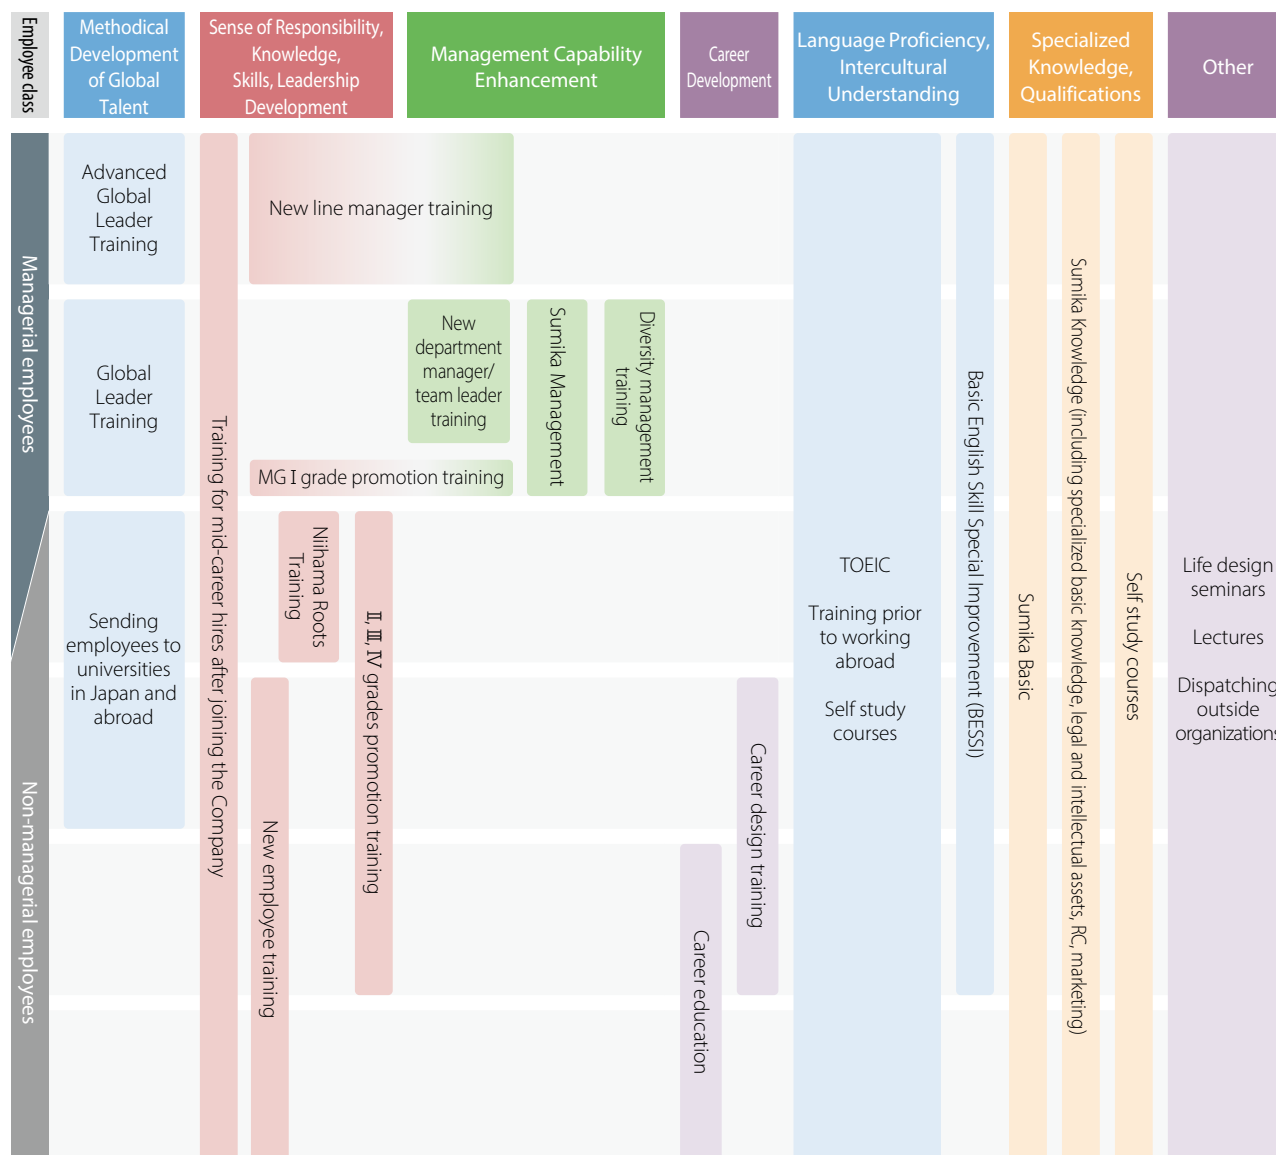 Employee class
Methodical
Development
of Global
Talent
Sense of Responsibility,
Knowledge,
Skills, Leadership
Development
Management Capability
Enhancement
Career
Development
Language Proficiency,
Intercultural
Understanding
Specialized
Knowledge,
Qualifications
Other
Managerial employees
Non-managerial employees
Advanced
Global
Leader
Training
Global
Leader
Training
Sending
employees to
universities
in Japan and
abroad
Training for mid-career hires after joining the Company
New line manager training
New
department
manager/
team leader
training
Sumika Management
Diversity management
training
MG I grade promotion training
Niihama Roots
Training
Ⅱ, Ⅲ, Ⅳ grades promotion training
New employee training
Career education
Career design training
TOEIC
Training prior
to working
abroad
Self study
courses
Basic English Skill Special Improvement (BESSI)
Sumika Basic
Sumika Knowledge (including specialized basic knowledge, legal and intellectual assets, RC, marketing)
Self study courses
Life design
seminars
Lectures
Dispatching
outside
organizations